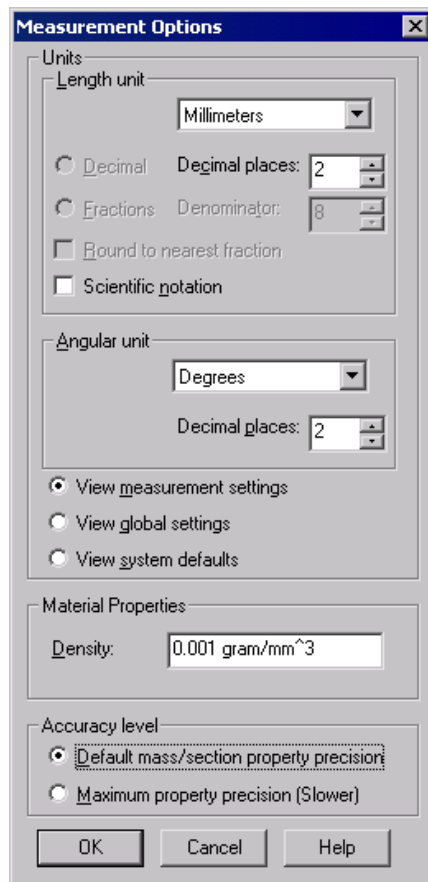 Measurement Options
Units
Length unit
Millimeters
Decimal Decimal places: 2
Fractions Denominator: 8
Round to nearest fraction
Scientific notation
Angular unit
Degrees
Decimal places: 2
View measurement settings
View global settings
View system defaults
Material Properties
Density: 0.001 gram/mm^3
Accuracy level
Default mass/section property precision
Maximum property precision (Slower)
OK Cancel Help